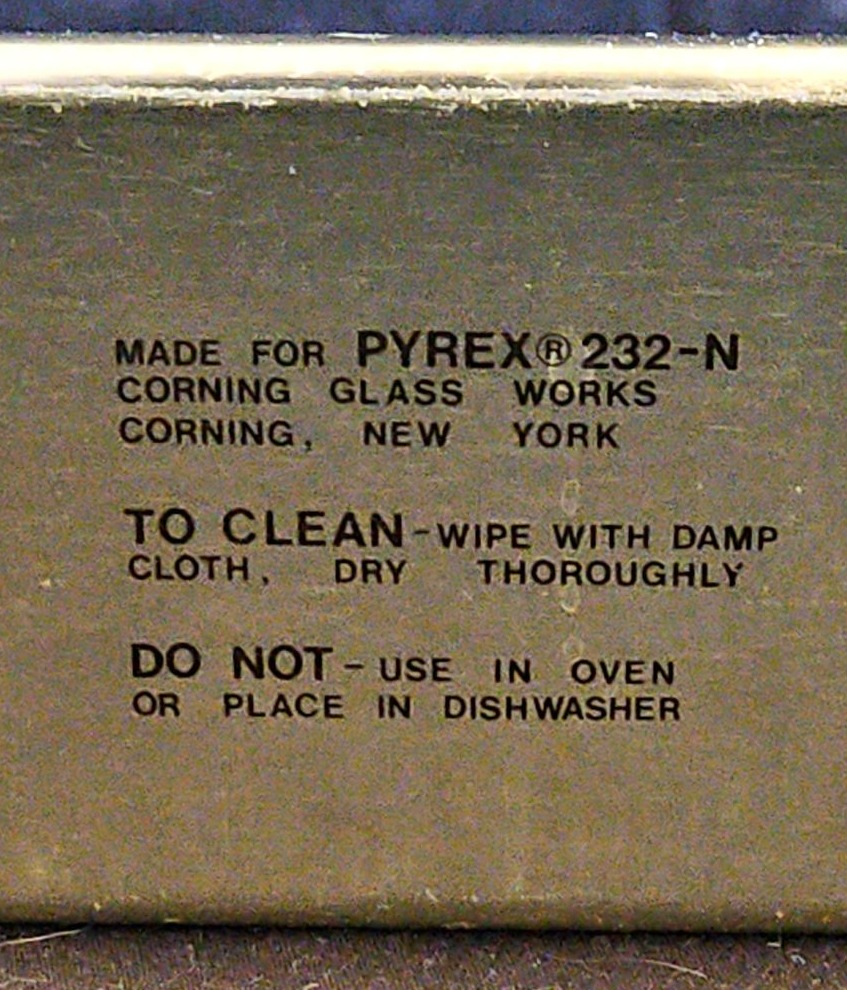 MADE FOR PYREX® 232-N
CORNING GLASS WORKS
CORNING, NEW YORK
TO CLEAN-WIPE WITH DAMP
CLOTH, DRY THOROUGHLY
DO NOT-USE IN OVEN
OR PLACE IN DISHWASHER